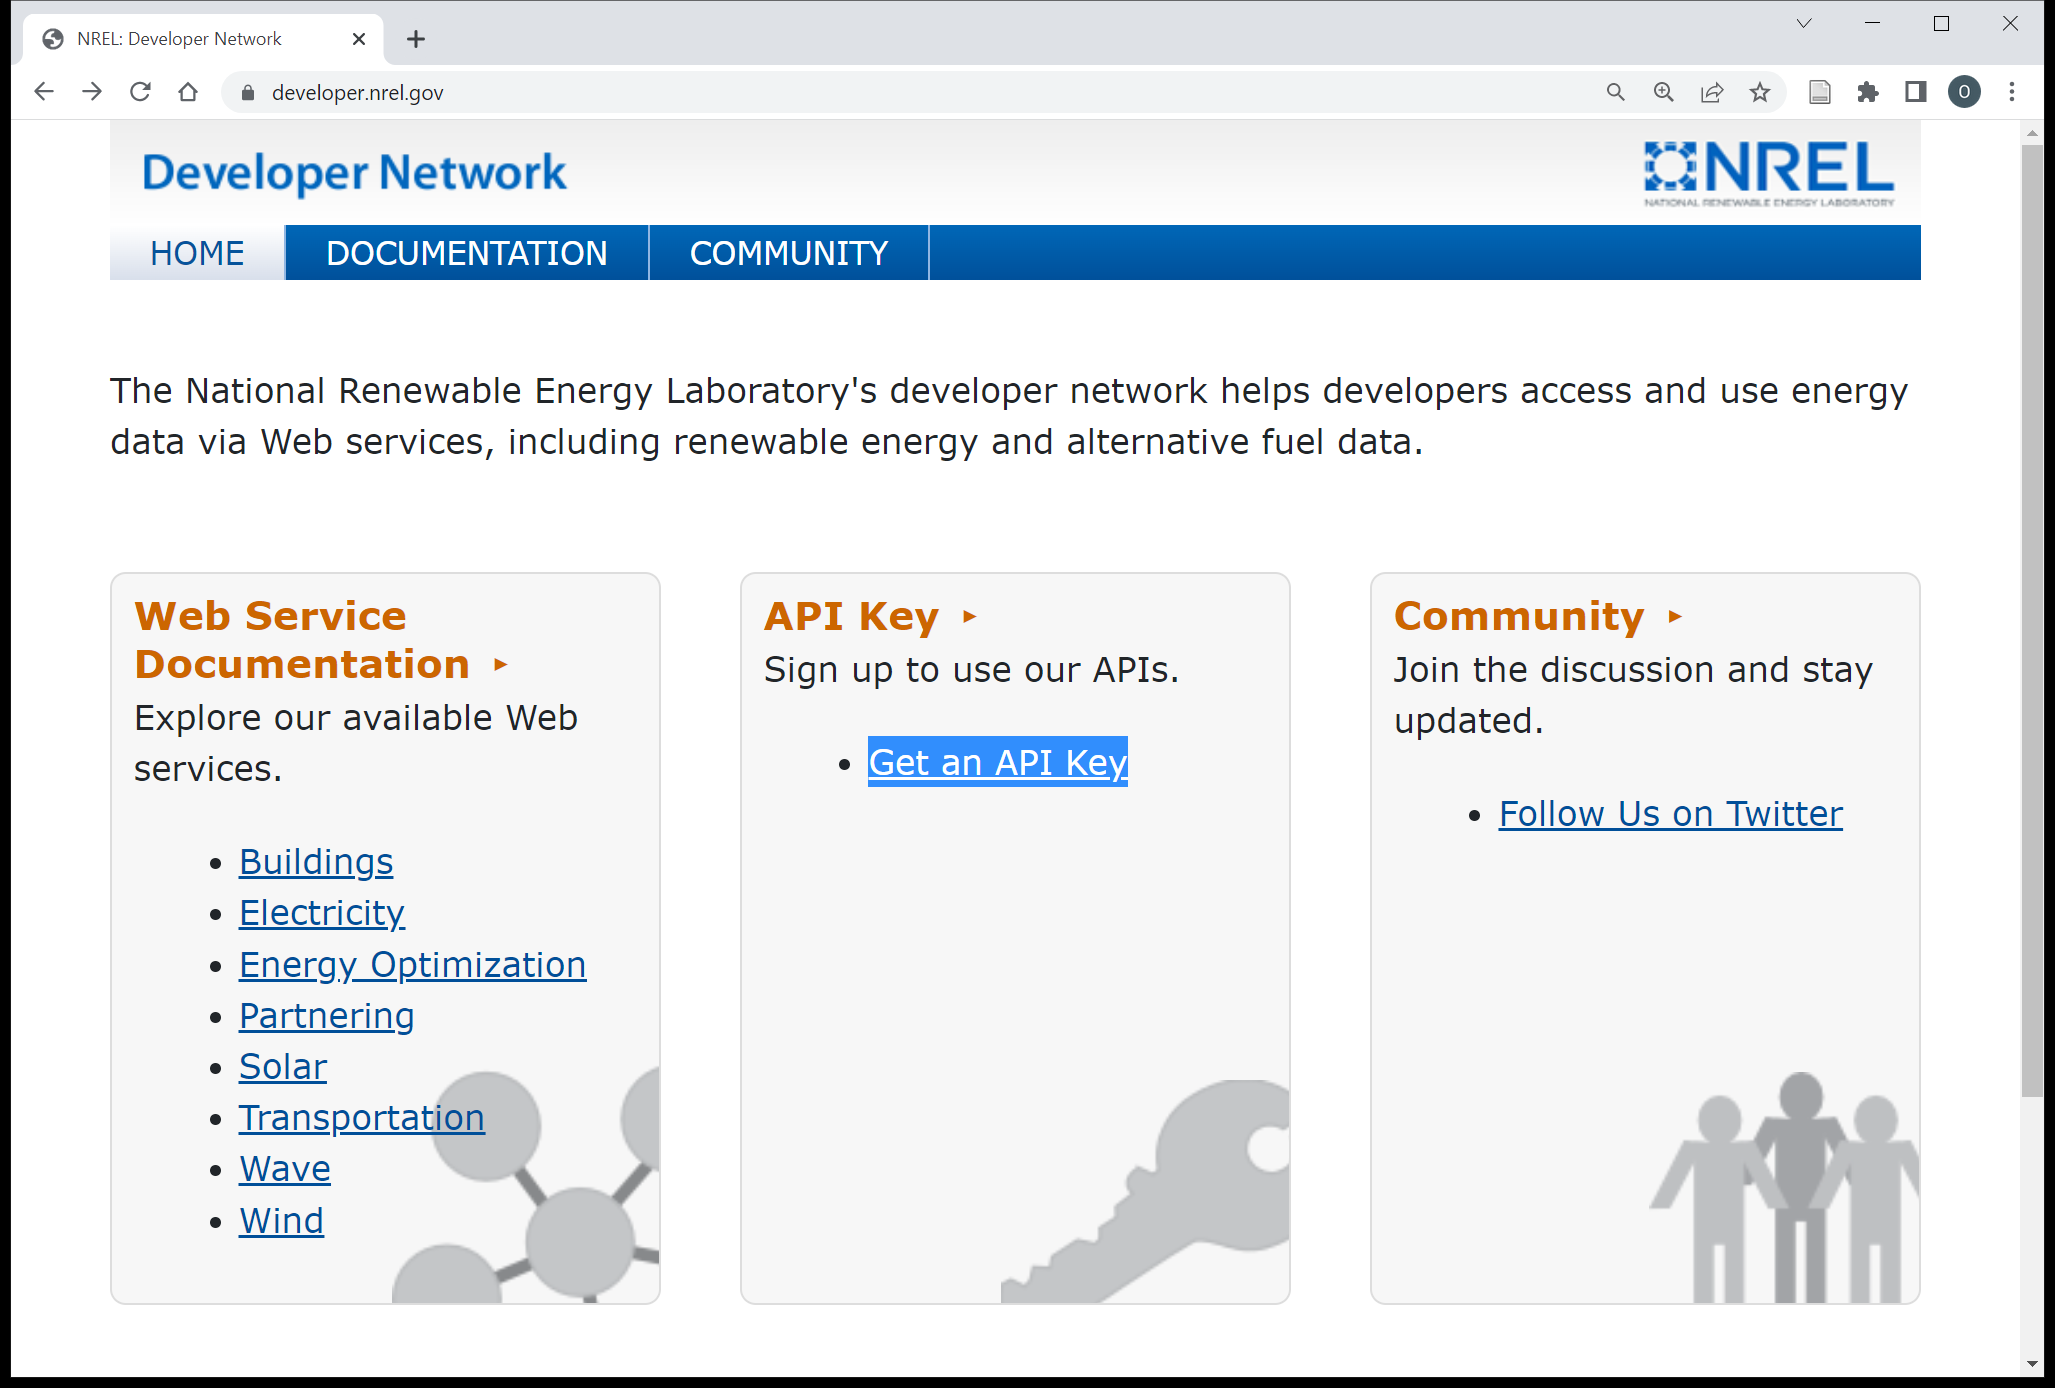 NREL: Developer Network
developer.nrel.gov
O
Developer Network
NREL
NATIONAL RENEWABLE ENERGY LABORATORY
HOME DOCUMENTATION COMMUNITY
The National Renewable Energy Laboratory's developer network helps developers access and use energy
data via Web services, including renewable energy and alternative fuel data.
Web Service
Documentation ▸
Explore our available Web
services.
• Buildings
• Electricity
• Energy Optimization
• Partnering
• Solar
• Transportation
• Wave
• Wind
API Key ▸
Sign up to use our APIs.
• Get an API Key
Community ▸
Join the discussion and stay
updated.
• Follow Us on Twitter